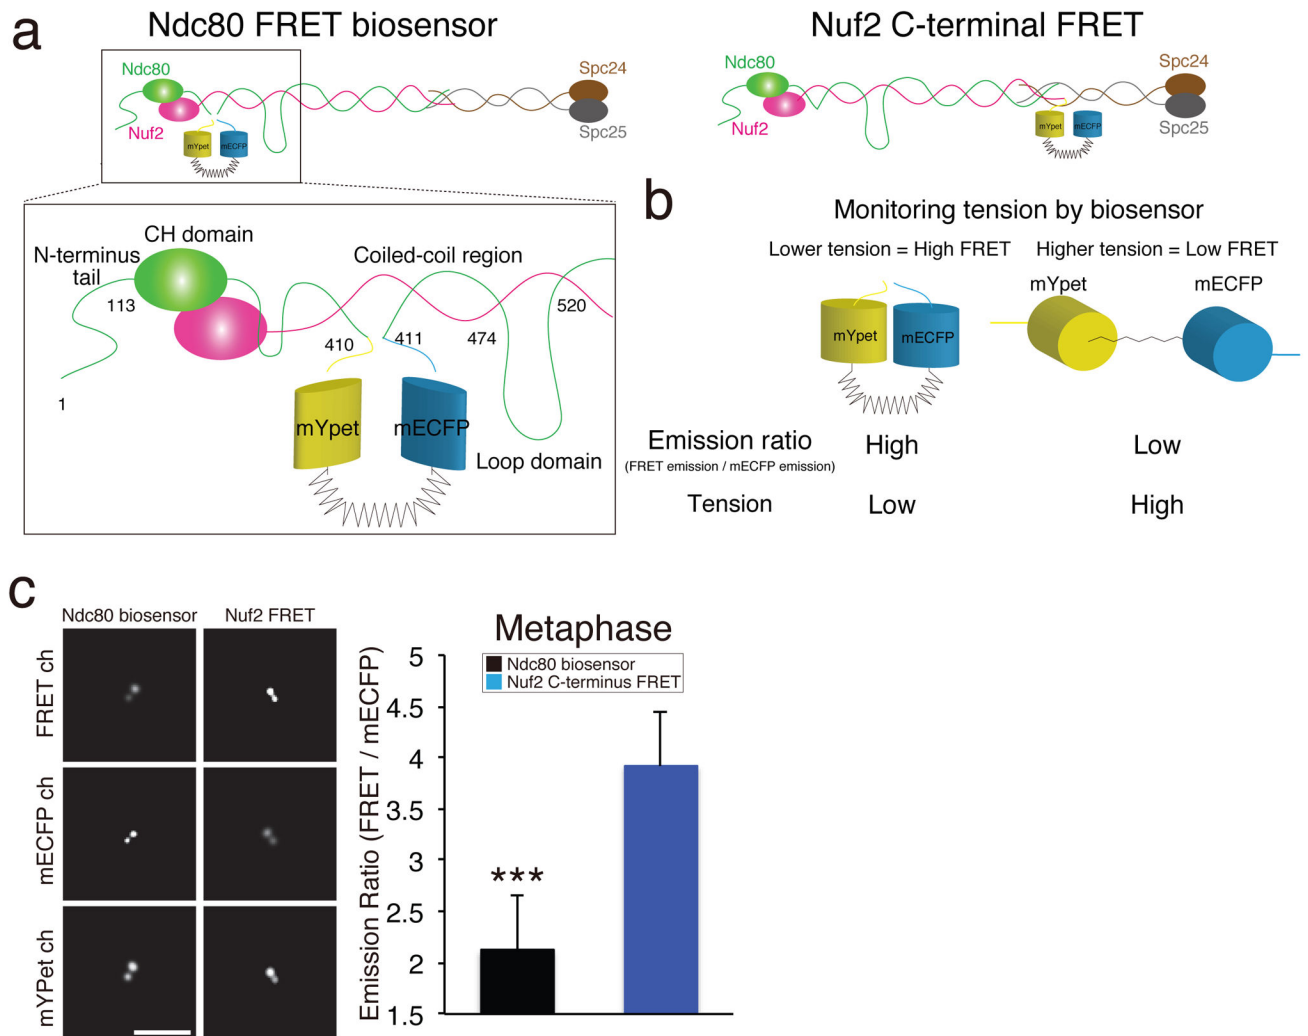 a
Ndc80 FRET biosensor
Nuf2 C-terminal FRET
Ndc80
Nuf2
mYpet
mECFP
Spc24
Spc25
Ndc80
Nuf2
mYpet
mECFP
Spc24
Spc25
CH domain
N-terminus
tail
Coiled-coil region
113
410
411
474
520
1
mYpet
mECFP
Loop domain
b
Monitoring tension by biosensor
Lower tension = High FRET
Higher tension = Low FRET
mYpet
mECFP
mYpet
mECFP
Emission ratio
High
Low
(FRET emission / mECFP emission)
Tension
Low
High
c
Ndc80 biosensor
Nuf2 FRET
FRET ch
mECFP ch
mYPet ch
Metaphase
Ndc80 biosensor
Nuf2 C-terminus FRET
Emission Ratio (FRET / mECFP)
5
4.5
4
3.5
3
2.5
2
1.5
***